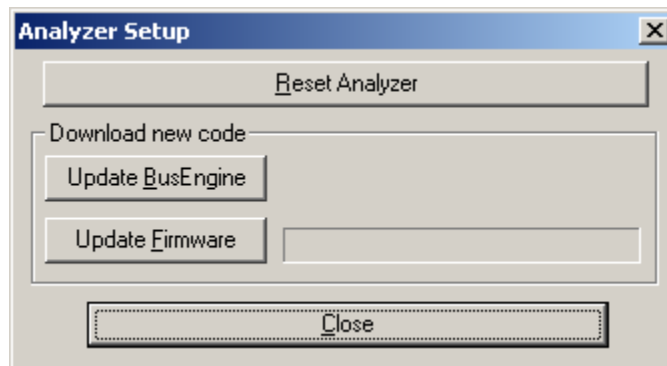 Analyzer Setup
Reset Analyzer
Download new code
Update BusEngine
Update Firmware
Close